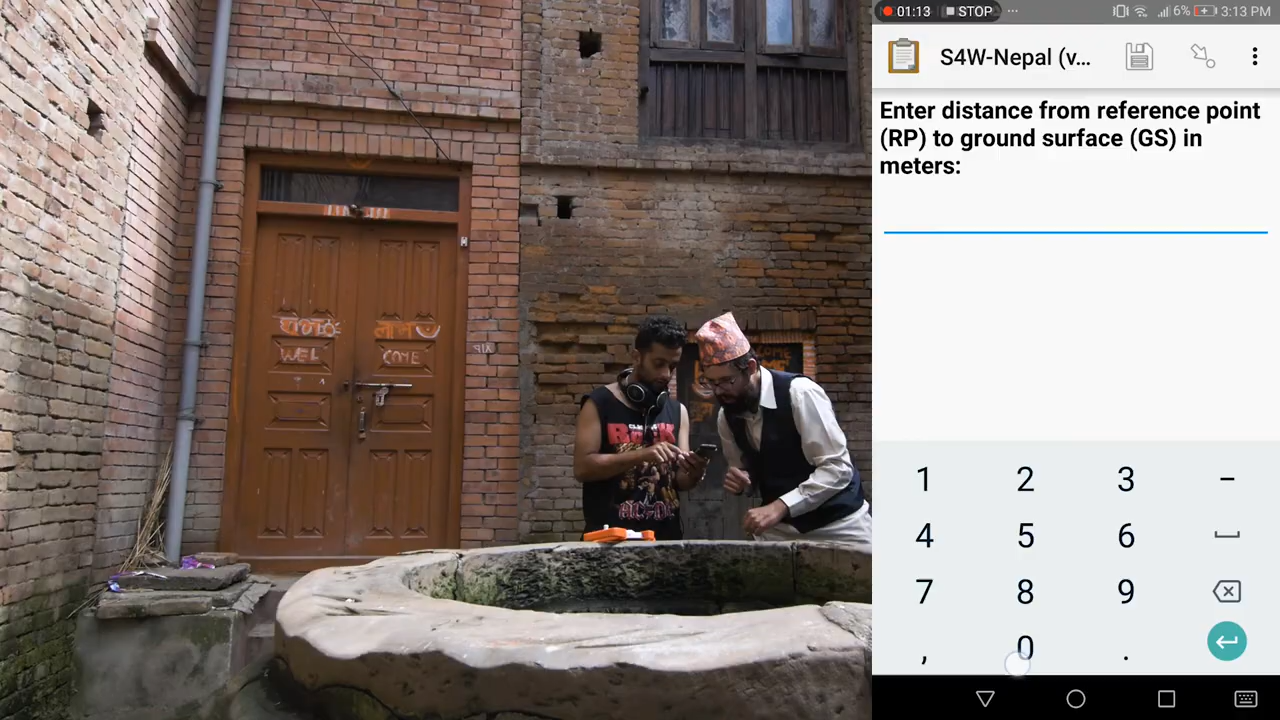 WEL COME
ROCK
AC/DC
01:13 STOP ... 6% 3:13 PM
S4W-Nepal (v...
Enter distance from reference point
(RP) to ground surface (GS) in
meters:
1 2 3 -
4 5 6
7 8 9
, 0 .